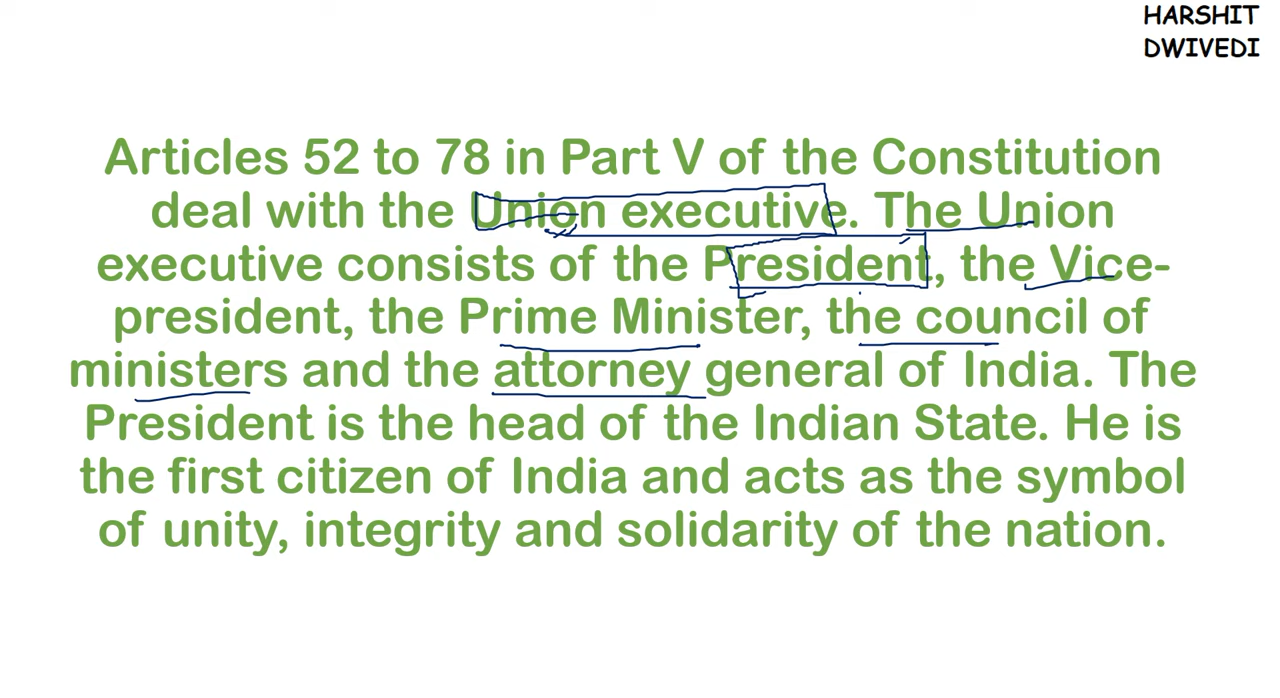 HARSHIT
DWIVEDI
Articles 52 to 78 in Part V of the Constitution
deal with the Union executive. The Union
executive consists of the President, the Vice-
president, the Prime Minister, the council of
ministers and the attorney general of India. The
President is the head of the Indian State. He is
the first citizen of India and acts as the symbol
of unity, integrity and solidarity of the nation.